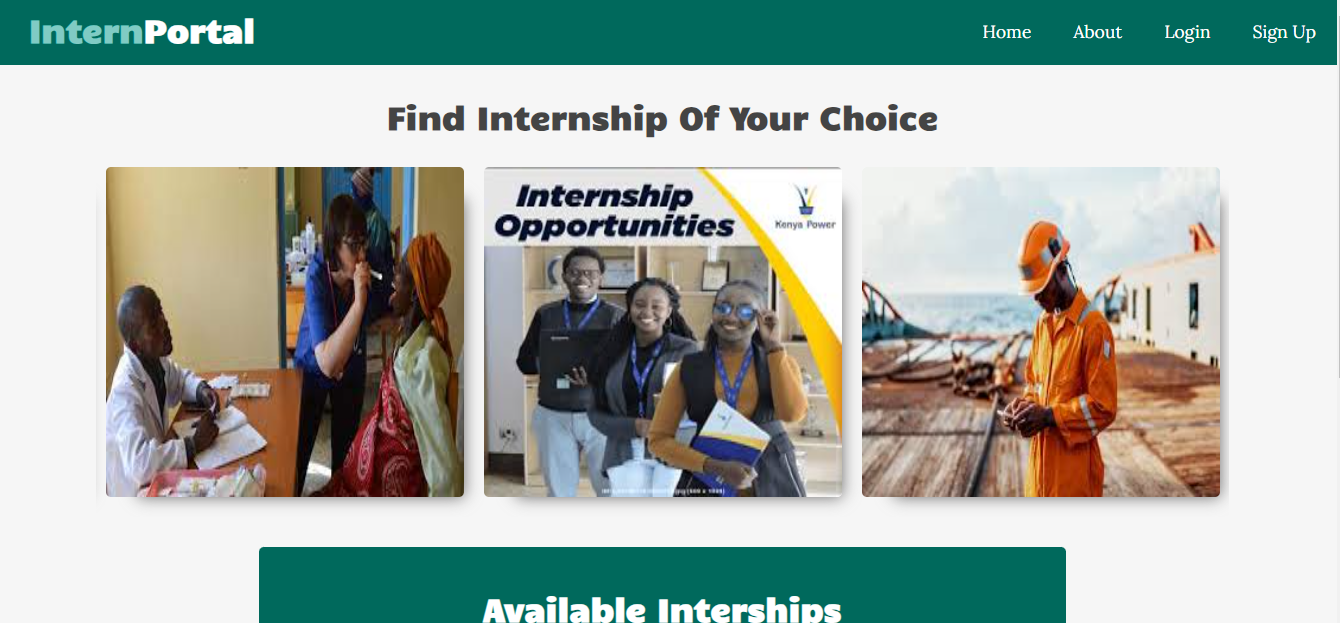 InternPortal
Home About Login Sign Up
Find Internship Of Your Choice
Internship
Opportunities
Kenya Power
Available Interships